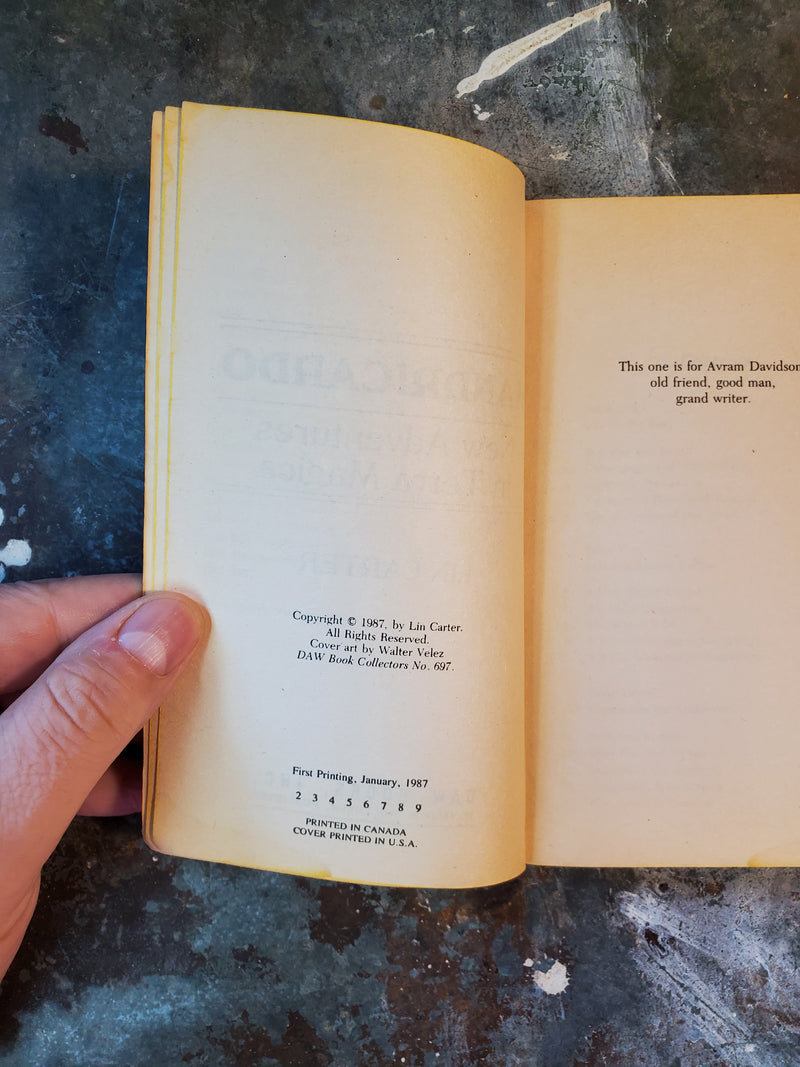 Copyright © 1987, by Lin Carter.
All Rights Reserved.
Cover art by Walter Velez
DAW Book Collectors No. 697.
First Printing, January, 1987
2 3 4 5 6 7 8 9
PRINTED IN CANADA
COVER PRINTED IN U.S.A.
This one is for Avram Davidson
old friend, good man,
grand writer.